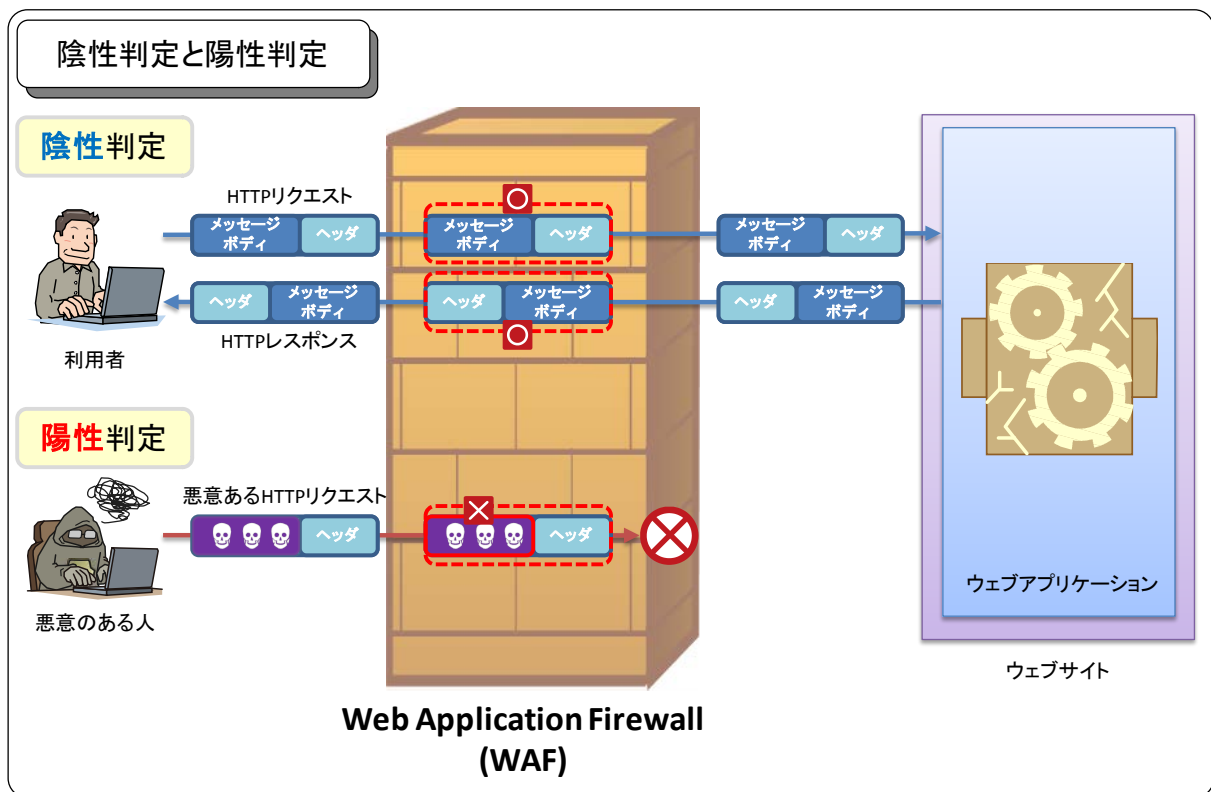 陰性判定と陽性判定
陰性判定
HTTPリクエスト
メッセージ
ボディ
ヘッダ
メッセージ
ボディ
ヘッダ
メッセージ
ボディ
ヘッダ
ヘッダ
メッセージ
ボディ
ヘッダ
メッセージ
ボディ
ヘッダ
メッセージ
ボディ
HTTPレスポンス
利用者
陽性判定
悪意あるHTTPリクエスト
ヘッダ
ヘッダ
悪意のある人
ウェブアプリケーション
ウェブサイト
Web Application Firewall
(WAF)